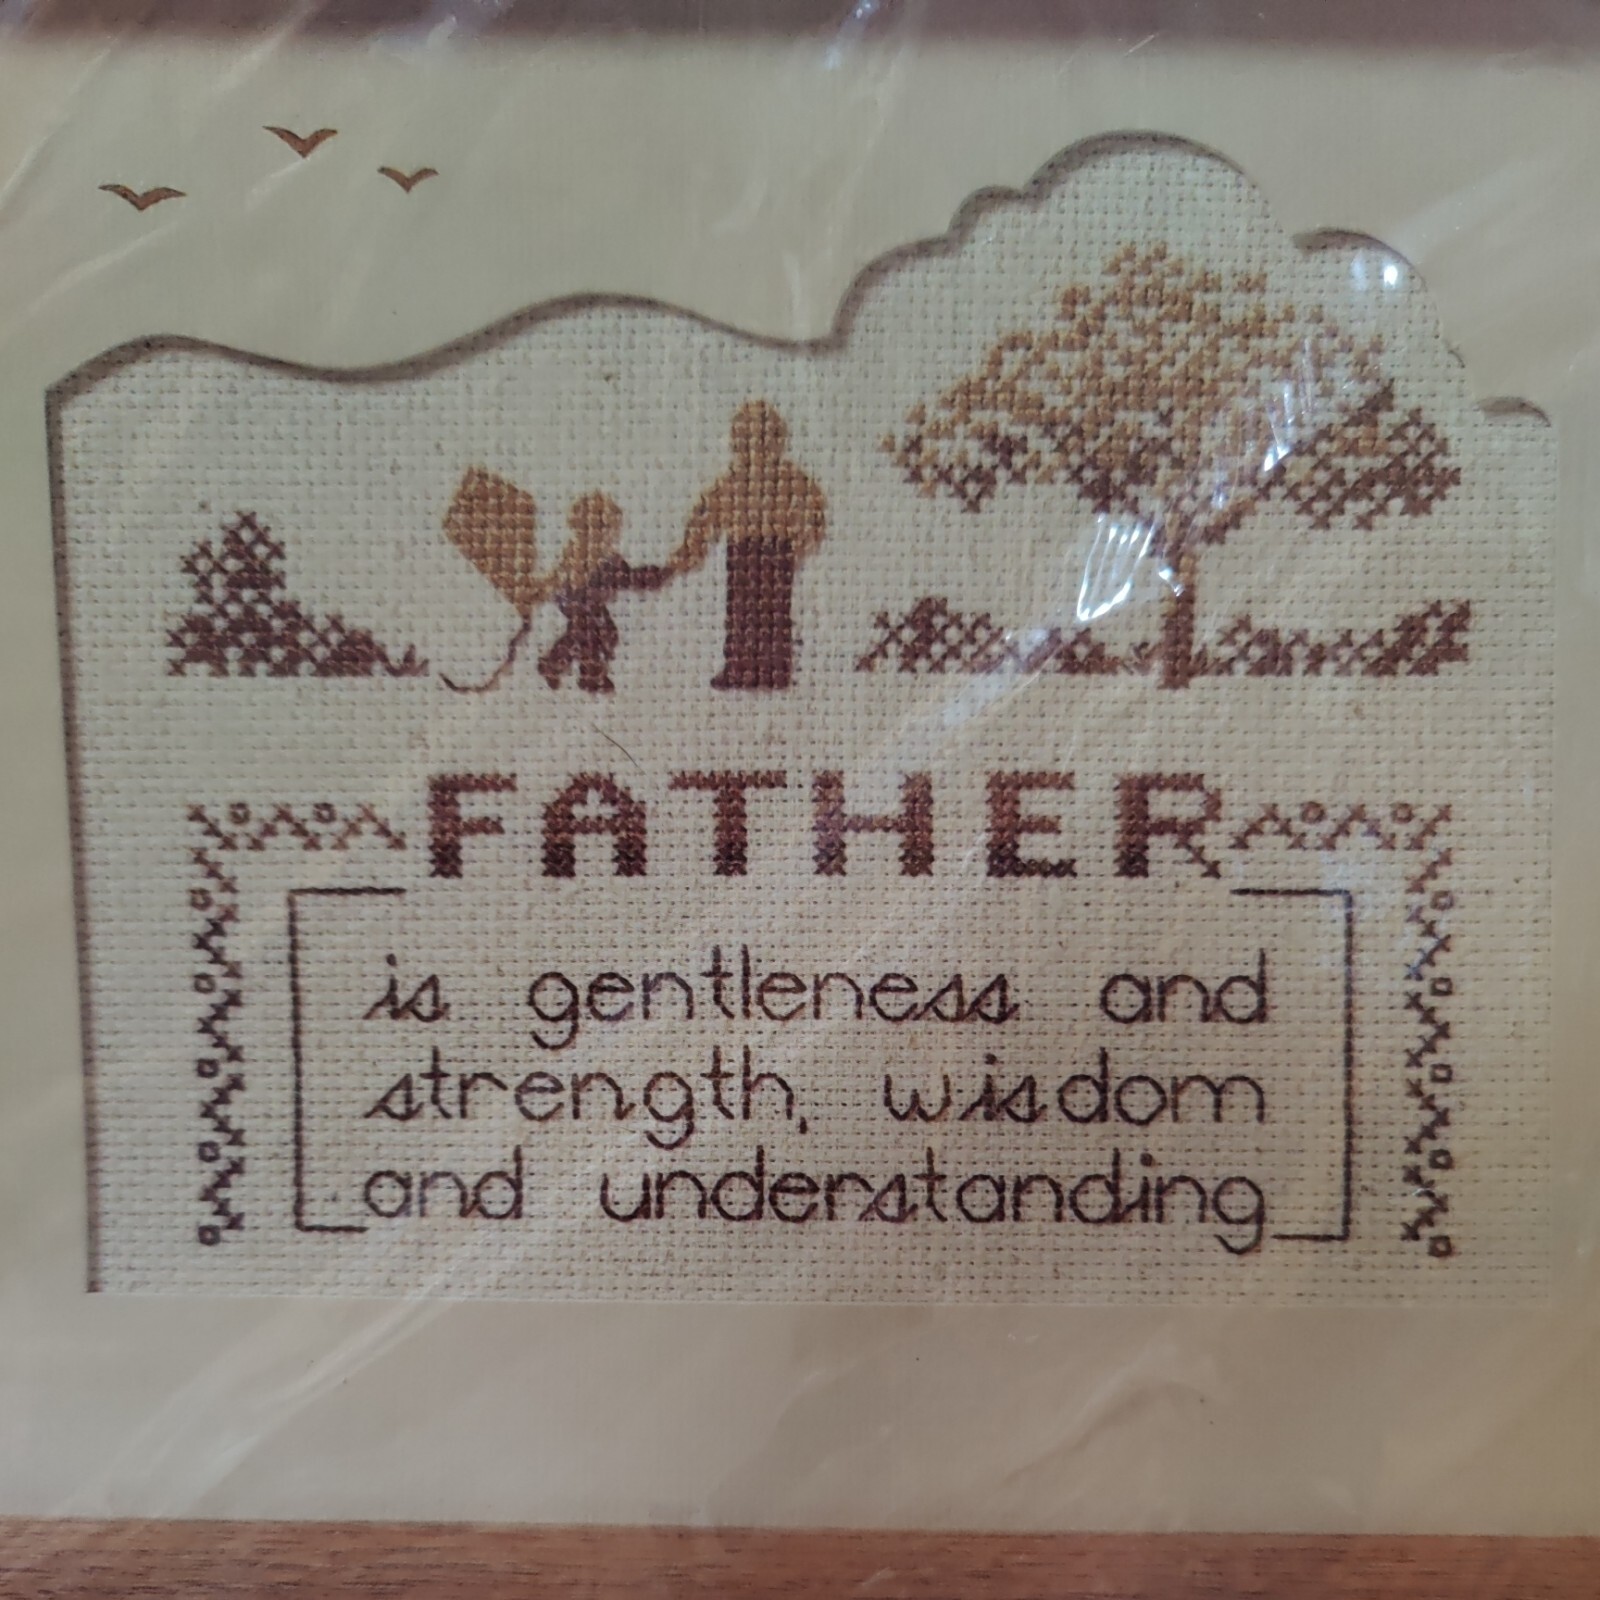 FATHER
is gentleness and
strength, wisdom
and understanding